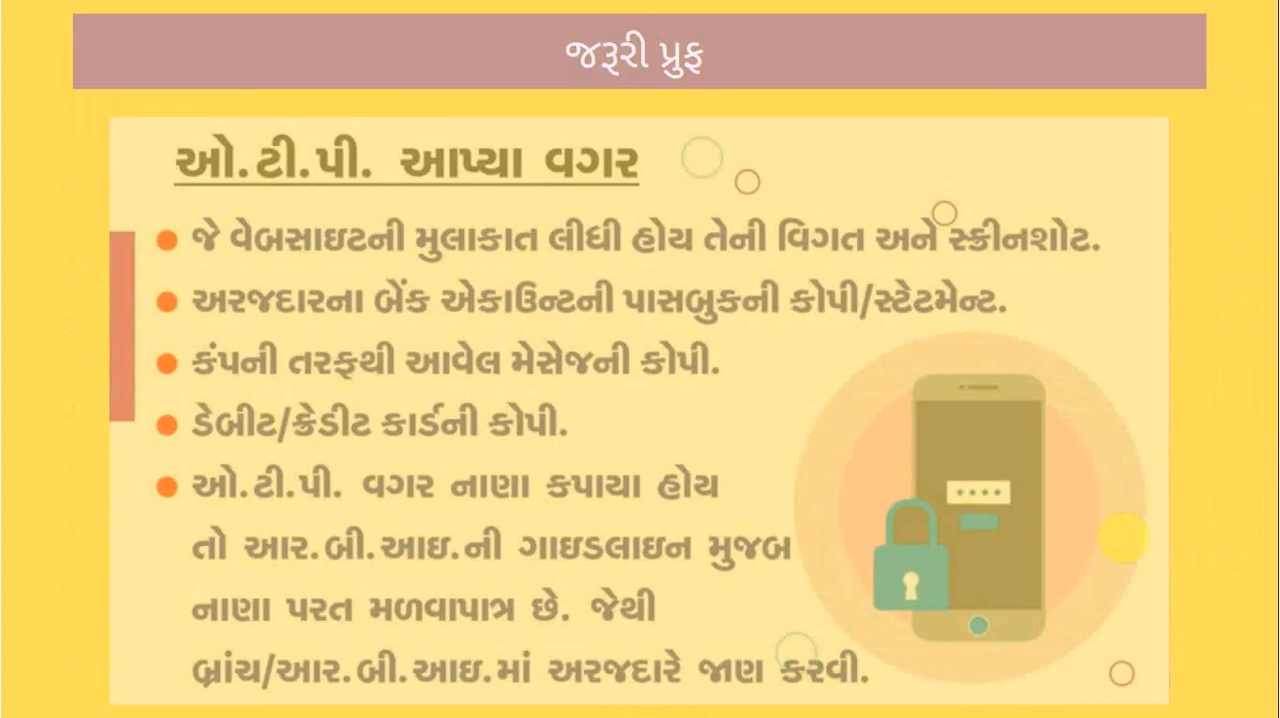 જરૂરી પ્રુફ
ઓ.ટી.પી. આપ્યા વગર
જે વેબસાઇટની મુલાકાત લીધી હોય તેની વિગત અને સ્ક્રીનશોટ.
અરજદારના બેંક એકાઉન્ટની પાસબુકની કોપી/સ્ટેટમેન્ટ.
કંપની તરફથી આવેલ મેસેજની કોપી.
ડેબીટ/ક્રેડીટ કાર્ડની કોપી.
ઓ.ટી.પી. વગર નાણા કપાયા હોય
તો આર.બી.આઇ.ની ગાઇડલાઇન મુજબ
નાણા પરત મળવાપાત્ર છે. જેથી
બ્રાંચ/આર.બી.આઇ.માં અરજદારે જાણ કરવી.